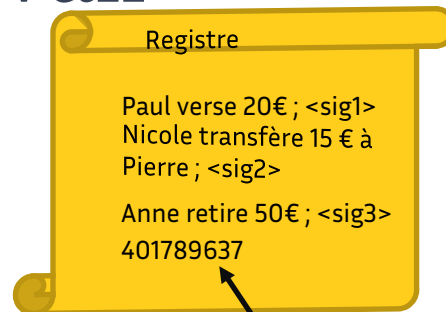 Registre
Paul verse 20€ ; <sig1>
Nicole transfère 15 € à
Pierre ; <sig2>
Anne retire 50€ ; <sig3>
401789637